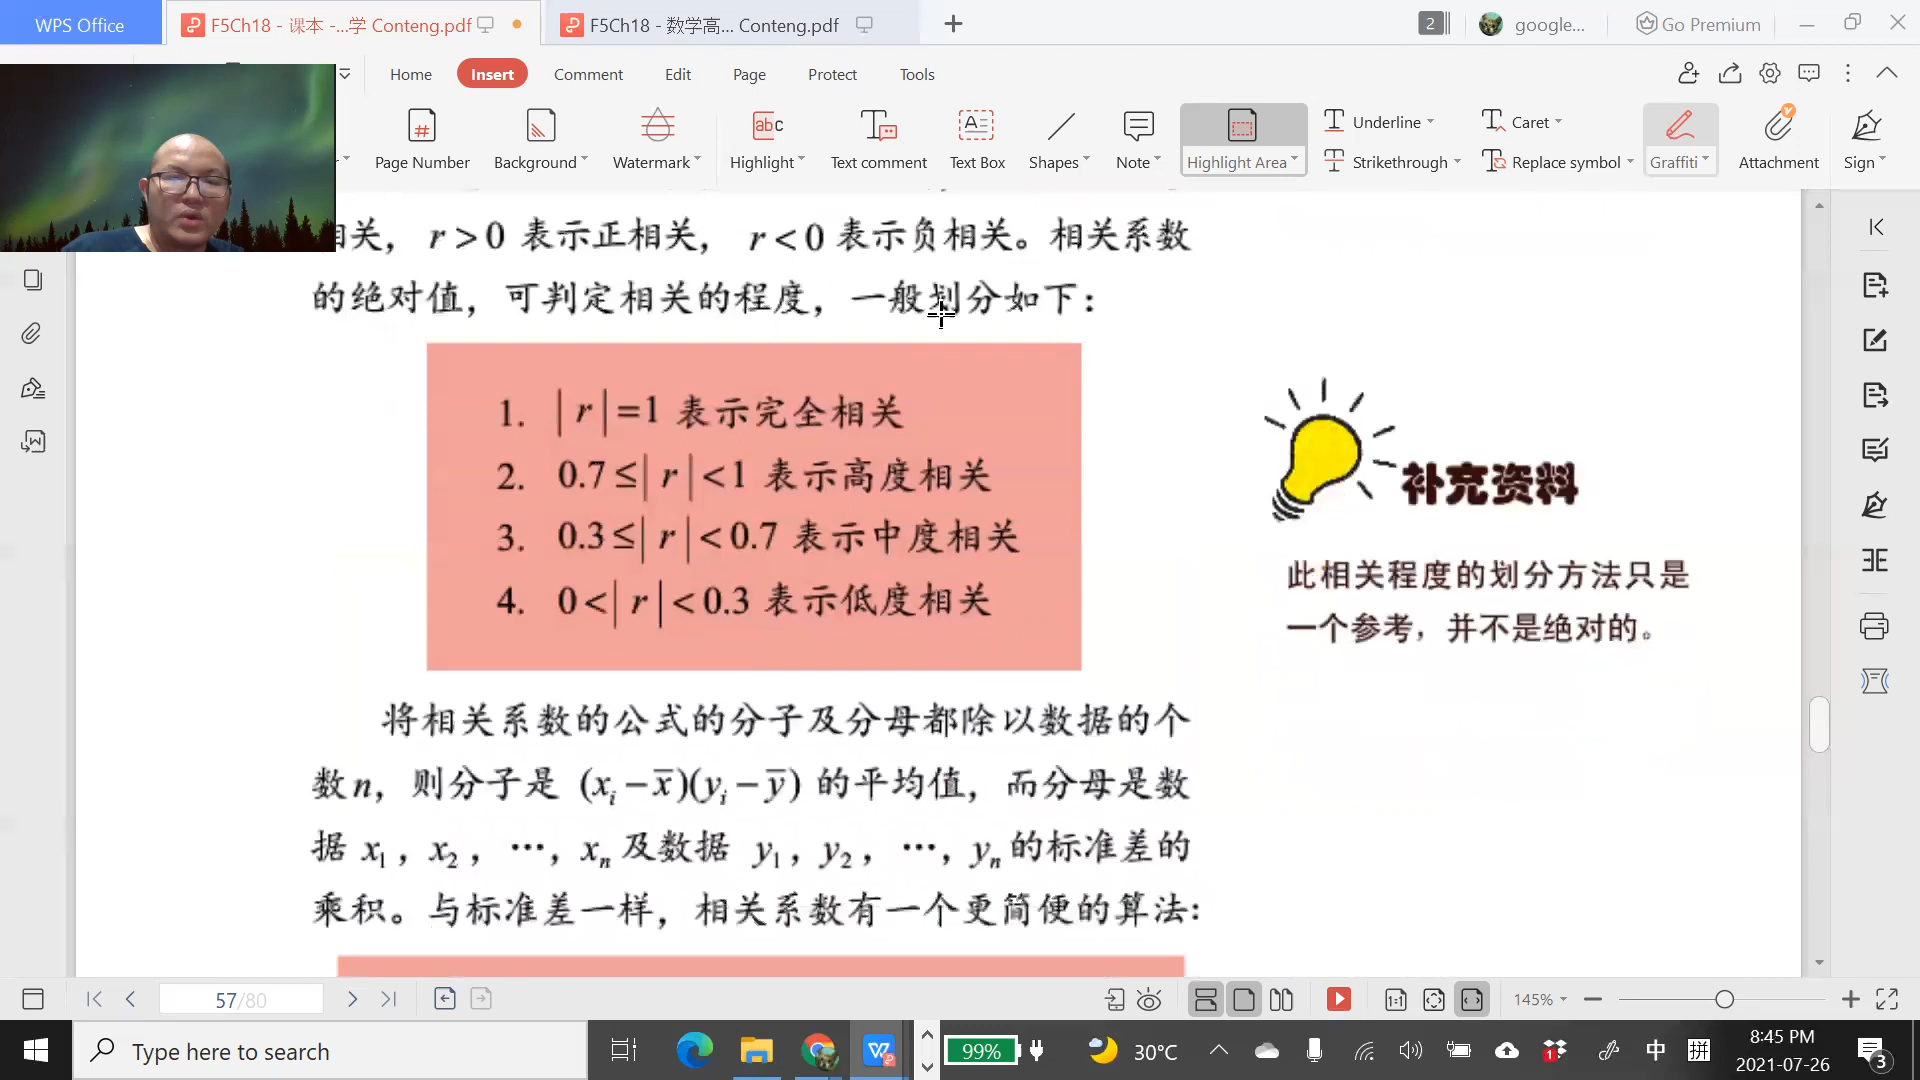 WPS Office
F5Ch18 - 课本 -...学 Conteng.pdf
F5Ch18 - 数学高... Conteng.pdf
2
google...
Go Premium
Home
Insert
Comment
Edit
Page
Protect
Tools
Page Number
Background
Watermark
Highlight
Text comment
Text Box
Shapes
Note
Highlight Area
Underline
Strikethrough
Caret
Replace symbol
Graffiti
Attachment
Sign
相关， r>0 表示正相关， r<0 表示负相关。相关系数
的绝对值，可判定相关的程度，一般划分如下：
1. |r|=1 表示完全相关
2. 0.7≤|r|<1 表示高度相关
3. 0.3≤|r|<0.7 表示中度相关
4. 0<|r|<0.3 表示低度相关
补充资料
此相关程度的划分方法只是
一个参考，并不是绝对的。
将相关系数的公式的分子及分母都除以数据的个
数n，则分子是 (xᵢ−x̅)(yᵢ−y̅) 的平均值，而分母是数
据 x₁，x₂，…，xₙ 及数据 y₁，y₂，…，yₙ 的标准差的
乘积。与标准差一样，相关系数有一个更简便的算法：
57/80
145%
Type here to search
99%
30°C
中
拼
8:45 PM
2021-07-26
3